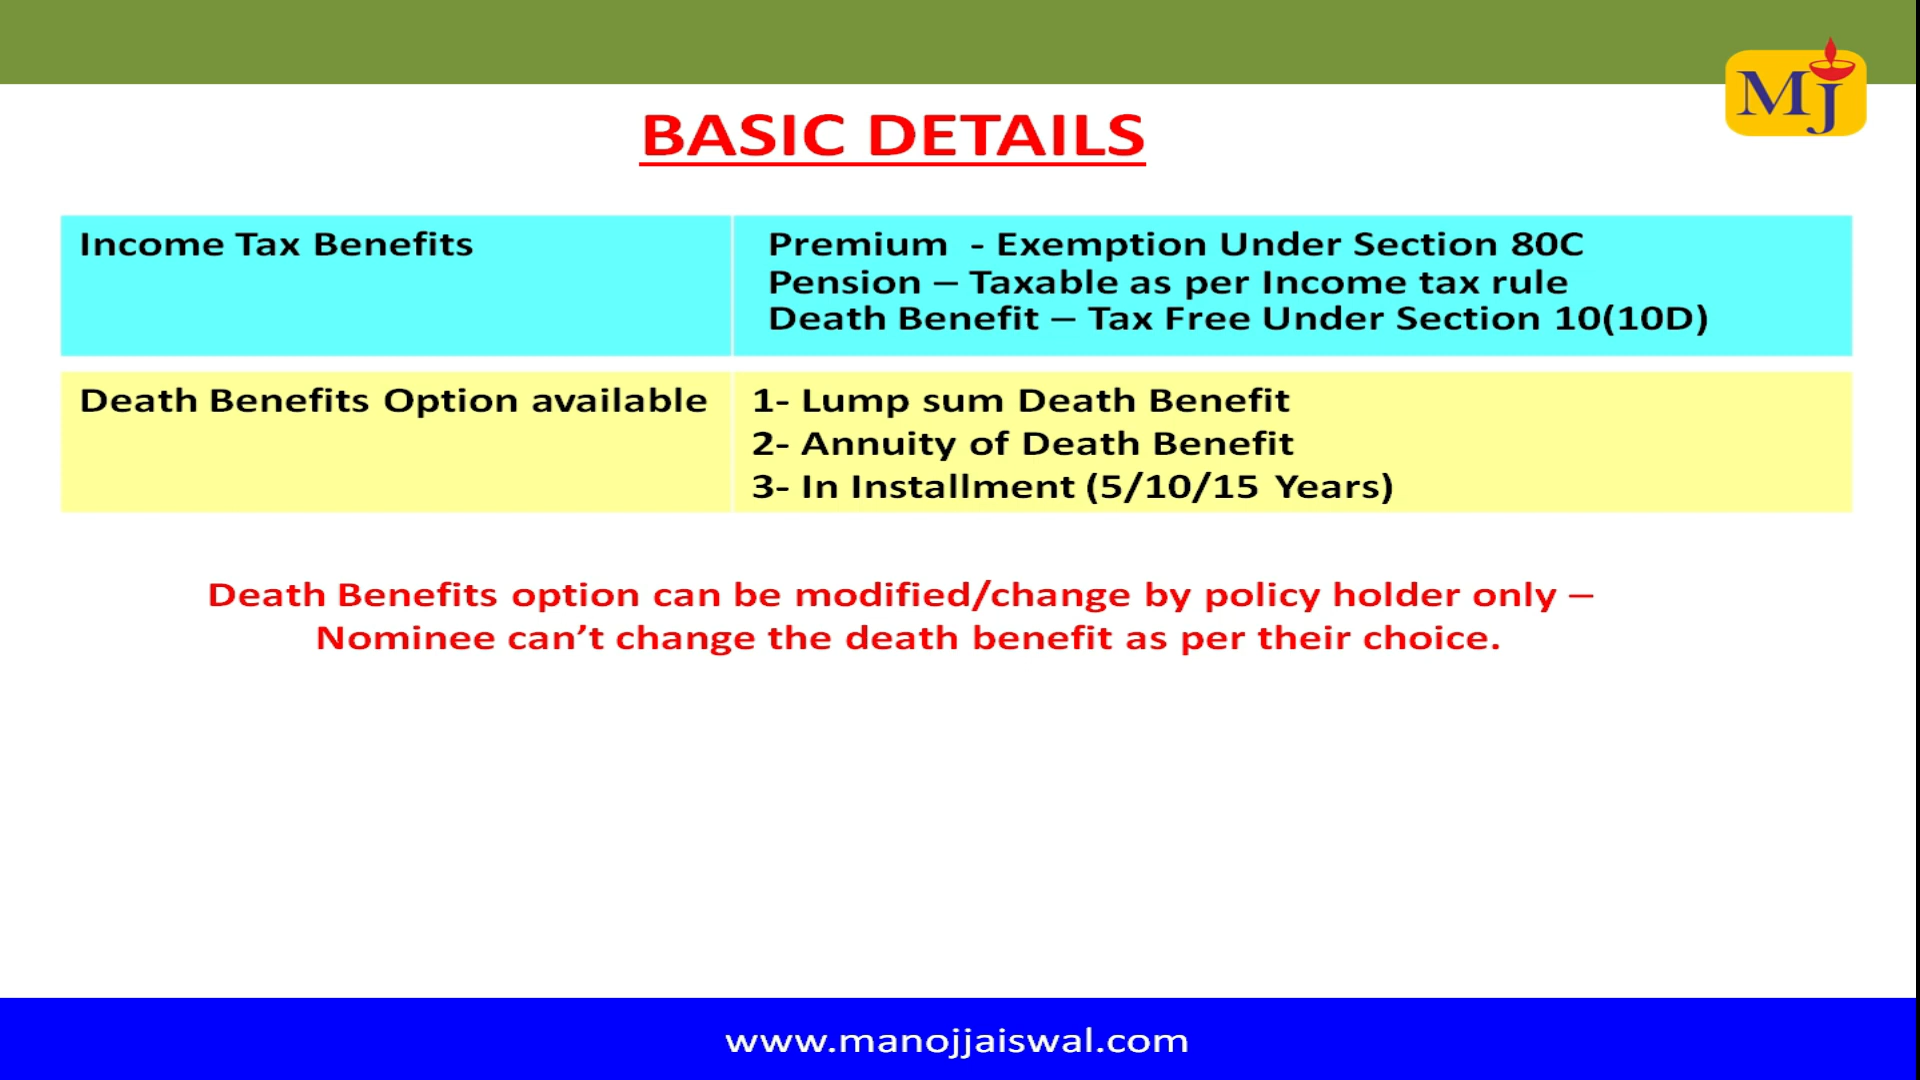 MJ
BASIC DETAILS
Income Tax Benefits
Premium - Exemption Under Section 80C
Pension – Taxable as per Income tax rule
Death Benefit – Tax Free Under Section 10(10D)
Death Benefits Option available
1- Lump sum Death Benefit
2- Annuity of Death Benefit
3- In Installment (5/10/15 Years)
Death Benefits option can be modified/change by policy holder only –
Nominee can’t change the death benefit as per their choice.
www.manojjaiswal.com